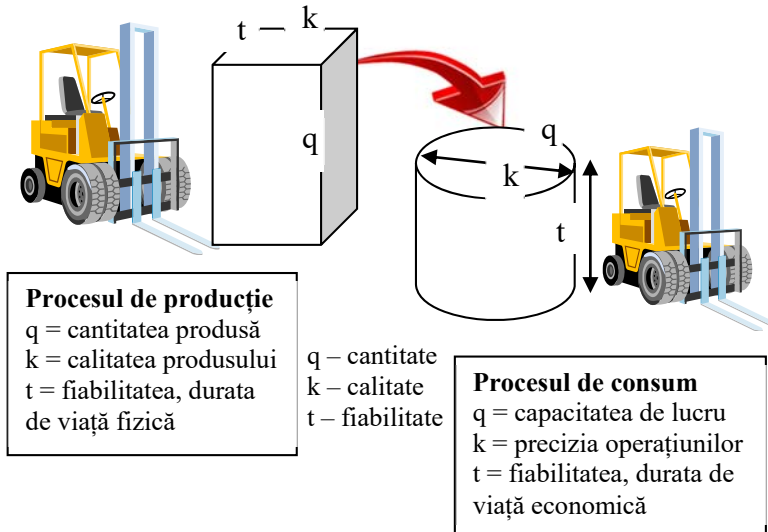 t – k
q
q
k
t
Procesul de producție
q = cantitatea produsă
k = calitatea produsului
t = fiabilitatea, durata
de viață fizică
q – cantitate
k – calitate
t – fiabilitate
Procesul de consum
q = capacitatea de lucru
k = precizia operațiunilor
t = fiabilitatea, durata de
viață economică